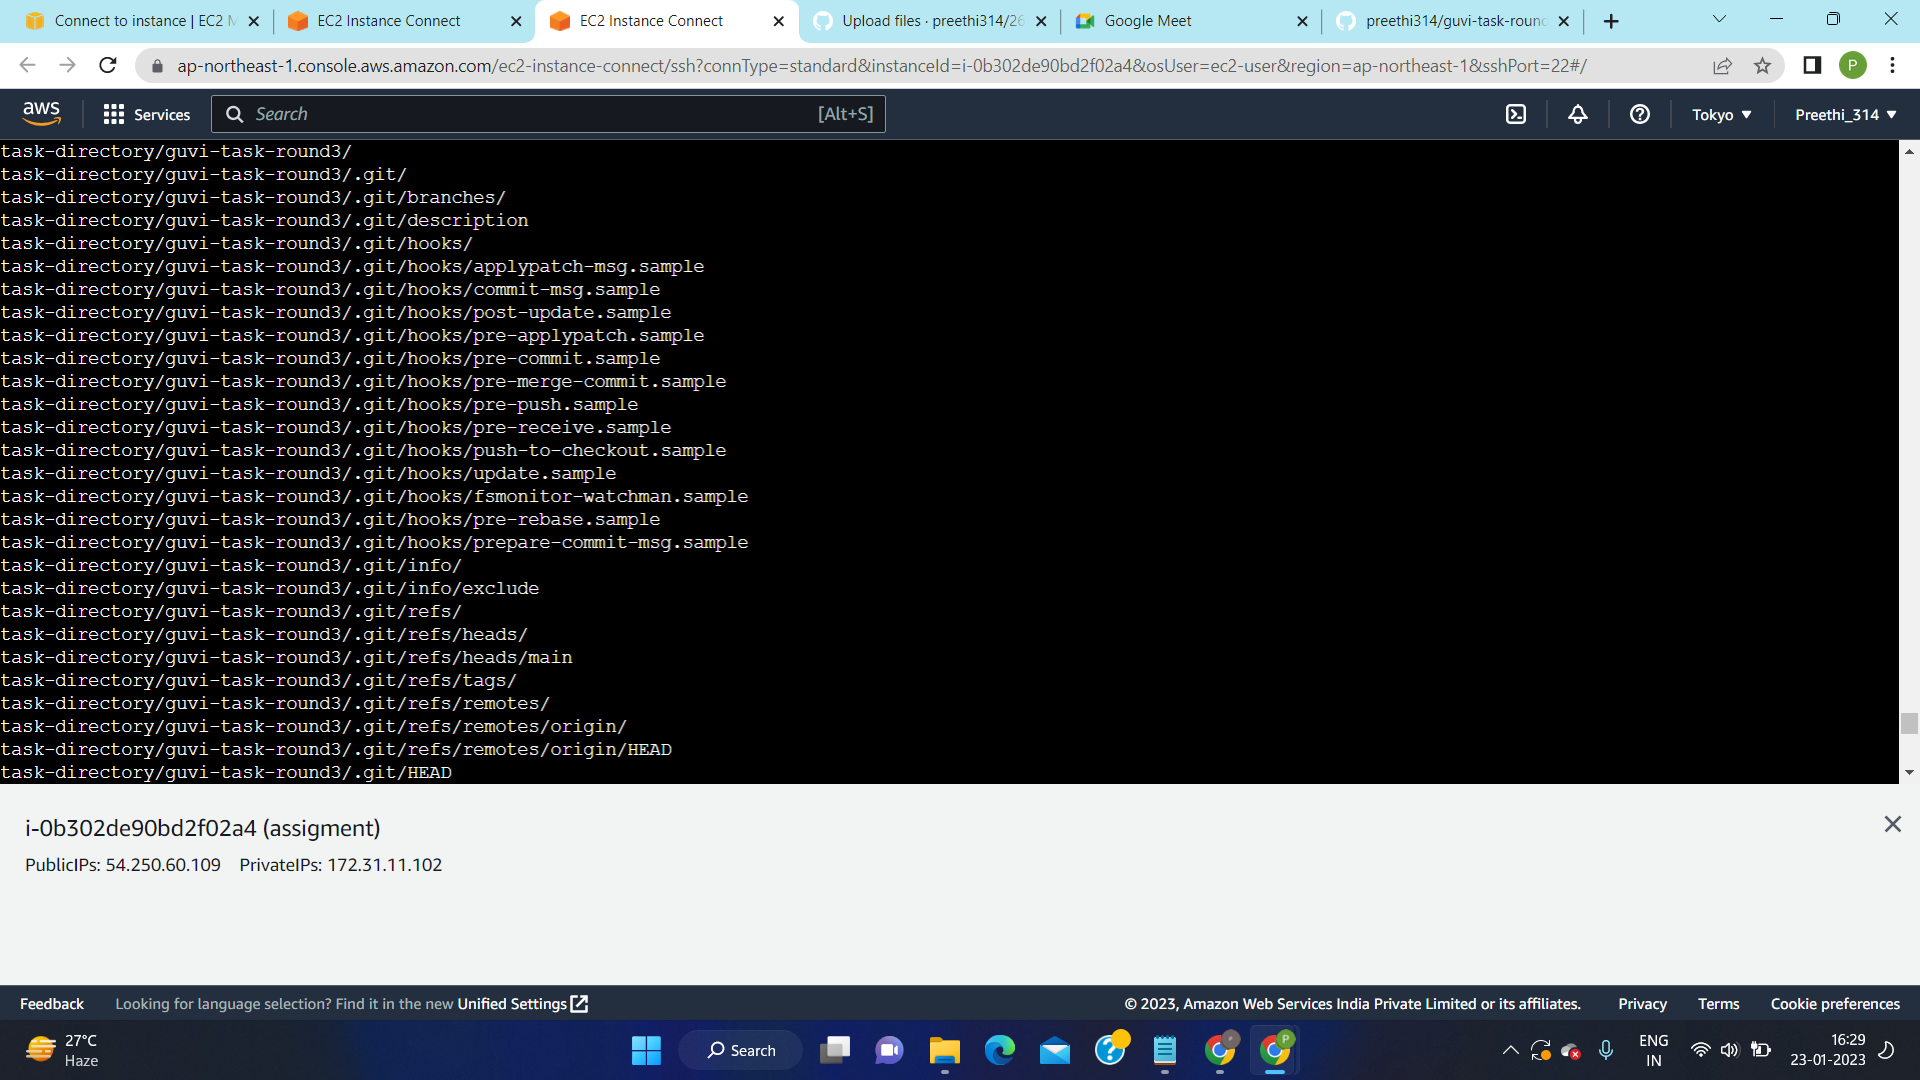 Connect to instance | EC2 M
EC2 Instance Connect
EC2 Instance Connect
Upload files · preethi314/26
Google Meet
preethi314/guvi-task-round
ap-northeast-1.console.aws.amazon.com/ec2-instance-connect/ssh?connType=standard&instanceId=i-0b302de90bd2f02a4&osUser=ec2-user&region=ap-northeast-1&sshPort=22#/
P
aws
Services
Search
[Alt+S]
Tokyo
Preethi_314
task-directory/guvi-task-round3/
task-directory/guvi-task-round3/.git/
task-directory/guvi-task-round3/.git/branches/
task-directory/guvi-task-round3/.git/description
task-directory/guvi-task-round3/.git/hooks/
task-directory/guvi-task-round3/.git/hooks/applypatch-msg.sample
task-directory/guvi-task-round3/.git/hooks/commit-msg.sample
task-directory/guvi-task-round3/.git/hooks/post-update.sample
task-directory/guvi-task-round3/.git/hooks/pre-applypatch.sample
task-directory/guvi-task-round3/.git/hooks/pre-commit.sample
task-directory/guvi-task-round3/.git/hooks/pre-merge-commit.sample
task-directory/guvi-task-round3/.git/hooks/pre-push.sample
task-directory/guvi-task-round3/.git/hooks/pre-receive.sample
task-directory/guvi-task-round3/.git/hooks/push-to-checkout.sample
task-directory/guvi-task-round3/.git/hooks/update.sample
task-directory/guvi-task-round3/.git/hooks/fsmonitor-watchman.sample
task-directory/guvi-task-round3/.git/hooks/pre-rebase.sample
task-directory/guvi-task-round3/.git/hooks/prepare-commit-msg.sample
task-directory/guvi-task-round3/.git/info/
task-directory/guvi-task-round3/.git/info/exclude
task-directory/guvi-task-round3/.git/refs/
task-directory/guvi-task-round3/.git/refs/heads/
task-directory/guvi-task-round3/.git/refs/heads/main
task-directory/guvi-task-round3/.git/refs/tags/
task-directory/guvi-task-round3/.git/refs/remotes/
task-directory/guvi-task-round3/.git/refs/remotes/origin/
task-directory/guvi-task-round3/.git/refs/remotes/origin/HEAD
task-directory/guvi-task-round3/.git/HEAD
i-0b302de90bd2f02a4 (assigment)
PublicIPs: 54.250.60.109 PrivateIPs: 172.31.11.102
Feedback
Looking for language selection? Find it in the new Unified Settings
© 2023, Amazon Web Services India Private Limited or its affiliates.
Privacy
Terms
Cookie preferences
27°C
Haze
Search
P
ENG
IN
16:29
23-01-2023